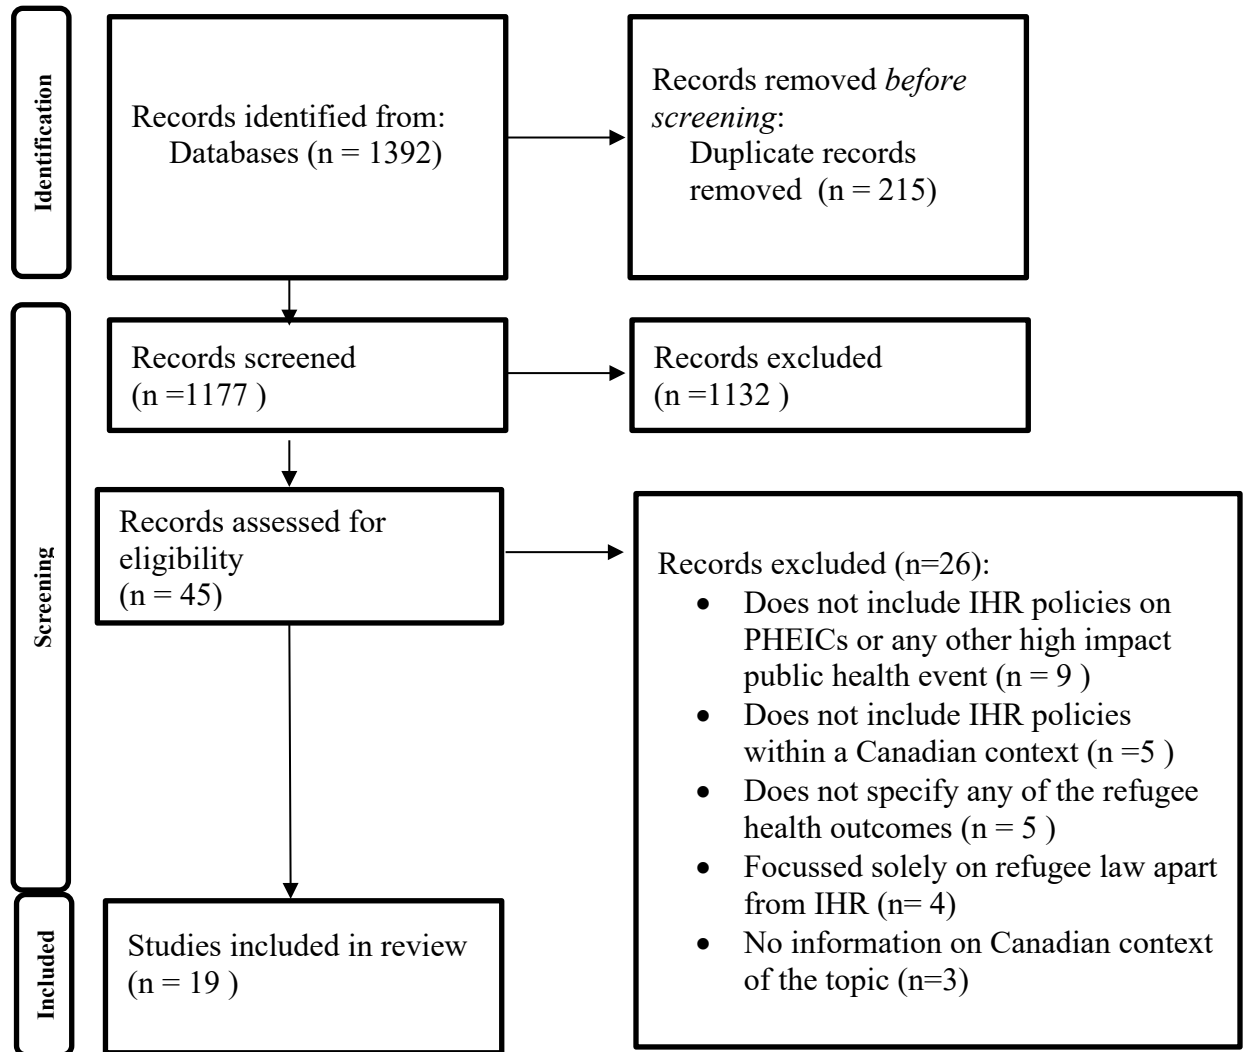 Identification
Records identified from:
Databases (n = 1392)
Records removed before
screening:
Duplicate records
removed (n = 215)
Screening
Records screened
(n =1177 )
Records excluded
(n =1132 )
Records assessed for
eligibility
(n = 45)
Records excluded (n=26):
• Does not include IHR policies on
PHEICs or any other high impact
public health event (n = 9 )
• Does not include IHR policies
within a Canadian context (n =5 )
• Does not specify any of the refugee
health outcomes (n = 5 )
• Focussed solely on refugee law apart
from IHR (n= 4)
• No information on Canadian context
of the topic (n=3)
Included
Studies included in review
(n = 19 )